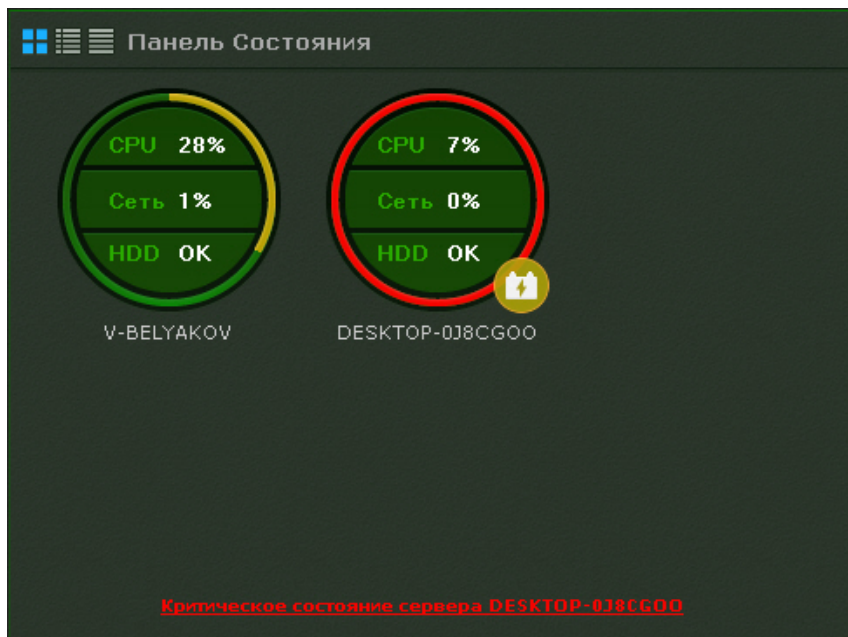 Панель Состояния
CPU 28%
Сеть 1%
HDD OK
V-BELYAKOV
CPU 7%
Сеть 0%
HDD OK
DESKTOP-0J8CGOO
Критическое состояние сервера DESKTOP-0J8CGOO